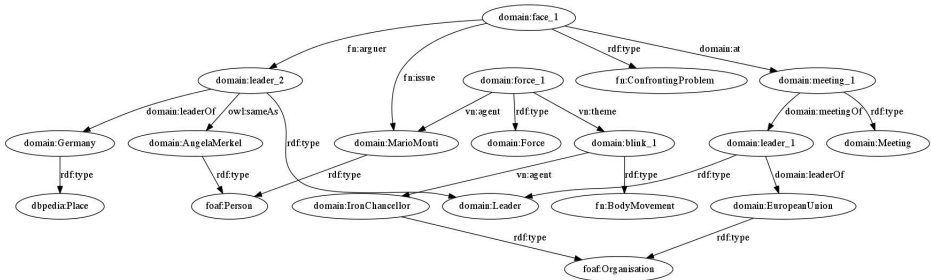 domain:face_1
fn:arguer
rdf:type
domain:at
fn:issue
domain:leader_2
domain:force_1
fn:ConfrontingProblem
domain:meeting_1
domain:leaderOf
owl:sameAs
rdf:type
vn:agent
rdf:type
vn:theme
domain:meetingOf
rdf:type
domain:Germany
domain:AngelaMerkel
domain:MarioMonti
domain:Force
domain:blink_1
domain:leader_1
domain:Meeting
rdf:type
rdf:type
rdf:type
vn:agent
rdf:type
rdf:type
domain:leaderOf
dbpedia:Place
foaf:Person
domain:IronChancellor
domain:Leader
fn:BodyMovement
domain:EuropeanUnion
rdf:type
rdf:type
foaf:Organisation